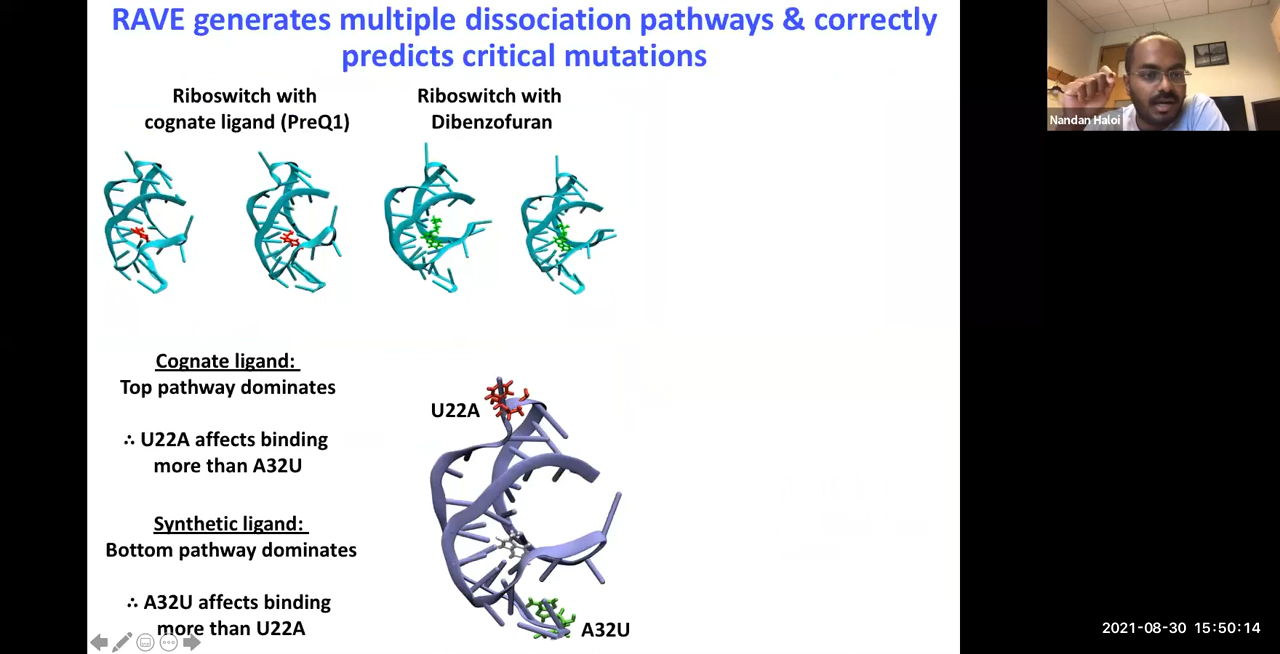 RAVE generates multiple dissociation pathways & correctly
predicts critical mutations
Riboswitch with
cognate ligand (PreQ1)
Riboswitch with
Dibenzofuran
Nandan Haloi
Cognate ligand:
Top pathway dominates
∴ U22A affects binding
more than A32U
Synthetic ligand:
Bottom pathway dominates
∴ A32U affects binding
more than U22A
U22A
A32U
2021-08-30 15:50:14